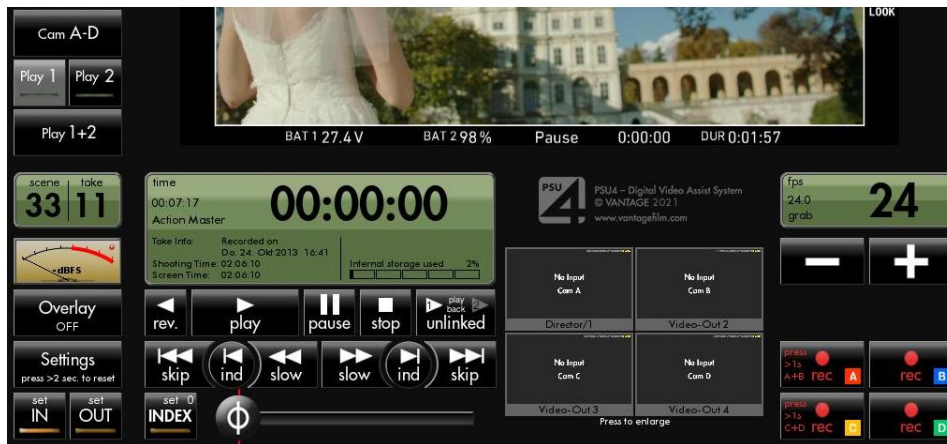 LOOK
Cam A-D
Play 1
Play 2
Play 1+2
BAT 1 27.4 V
BAT 2 98 %
Pause
0:00:00
DUR 0:01:57
scene
take
33
11
time
00:07:17
Action Master
00:00:00
Take Info:
Recorded on
Do. 24. Okt 2013 16:41
Shooting Time: 02:06:10
Screen Time: 02:06:10
Internal storage used
2%
PSU
4
PSU4 – Digital Video Assist System
© VANTAGE 2021
www.vantagefilm.com
fps
24.0
grab
24
-dBFS
Overlay
OFF
rev.
play
pause
stop
1 play back 2
unlinked
No Input
Cam A
Director/1
No Input
Cam B
Video-Out 2
Settings
press >2 sec. to reset
skip
ind
slow
slow
ind
skip
No Input
Cam C
Video-Out 3
No Input
Cam D
Video-Out 4
Press to enlarge
press
>1s
A+B rec A
rec B
set
IN
set
OUT
set 0
INDEX
press
>1s
C+D rec C
rec D